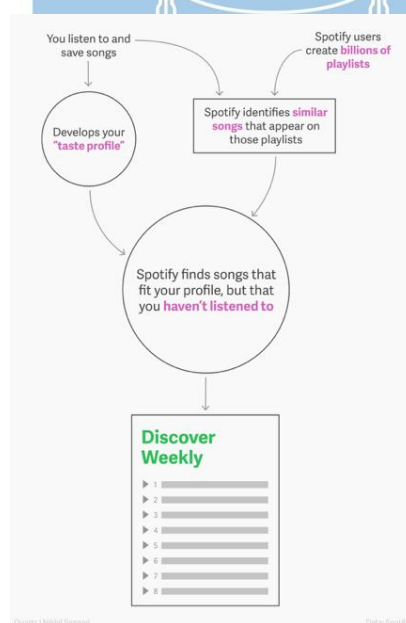 You listen to and
save songs
Spotify users
create billions of
playlists
Develops your
"taste profile"
Spotify identifies similar
songs that appear on
those playlists
Spotify finds songs that
fit your profile, but that
you haven't listened to
Discover
Weekly
1
2
3
4
5
6
7
8